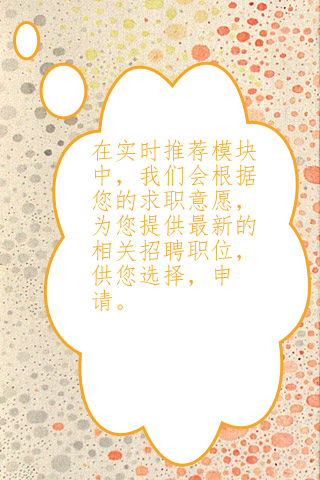 在实时推荐模块
中，我们会根据
您的求职意愿，
为您提供最新的
相关招聘职位，
供您选择，申
请。